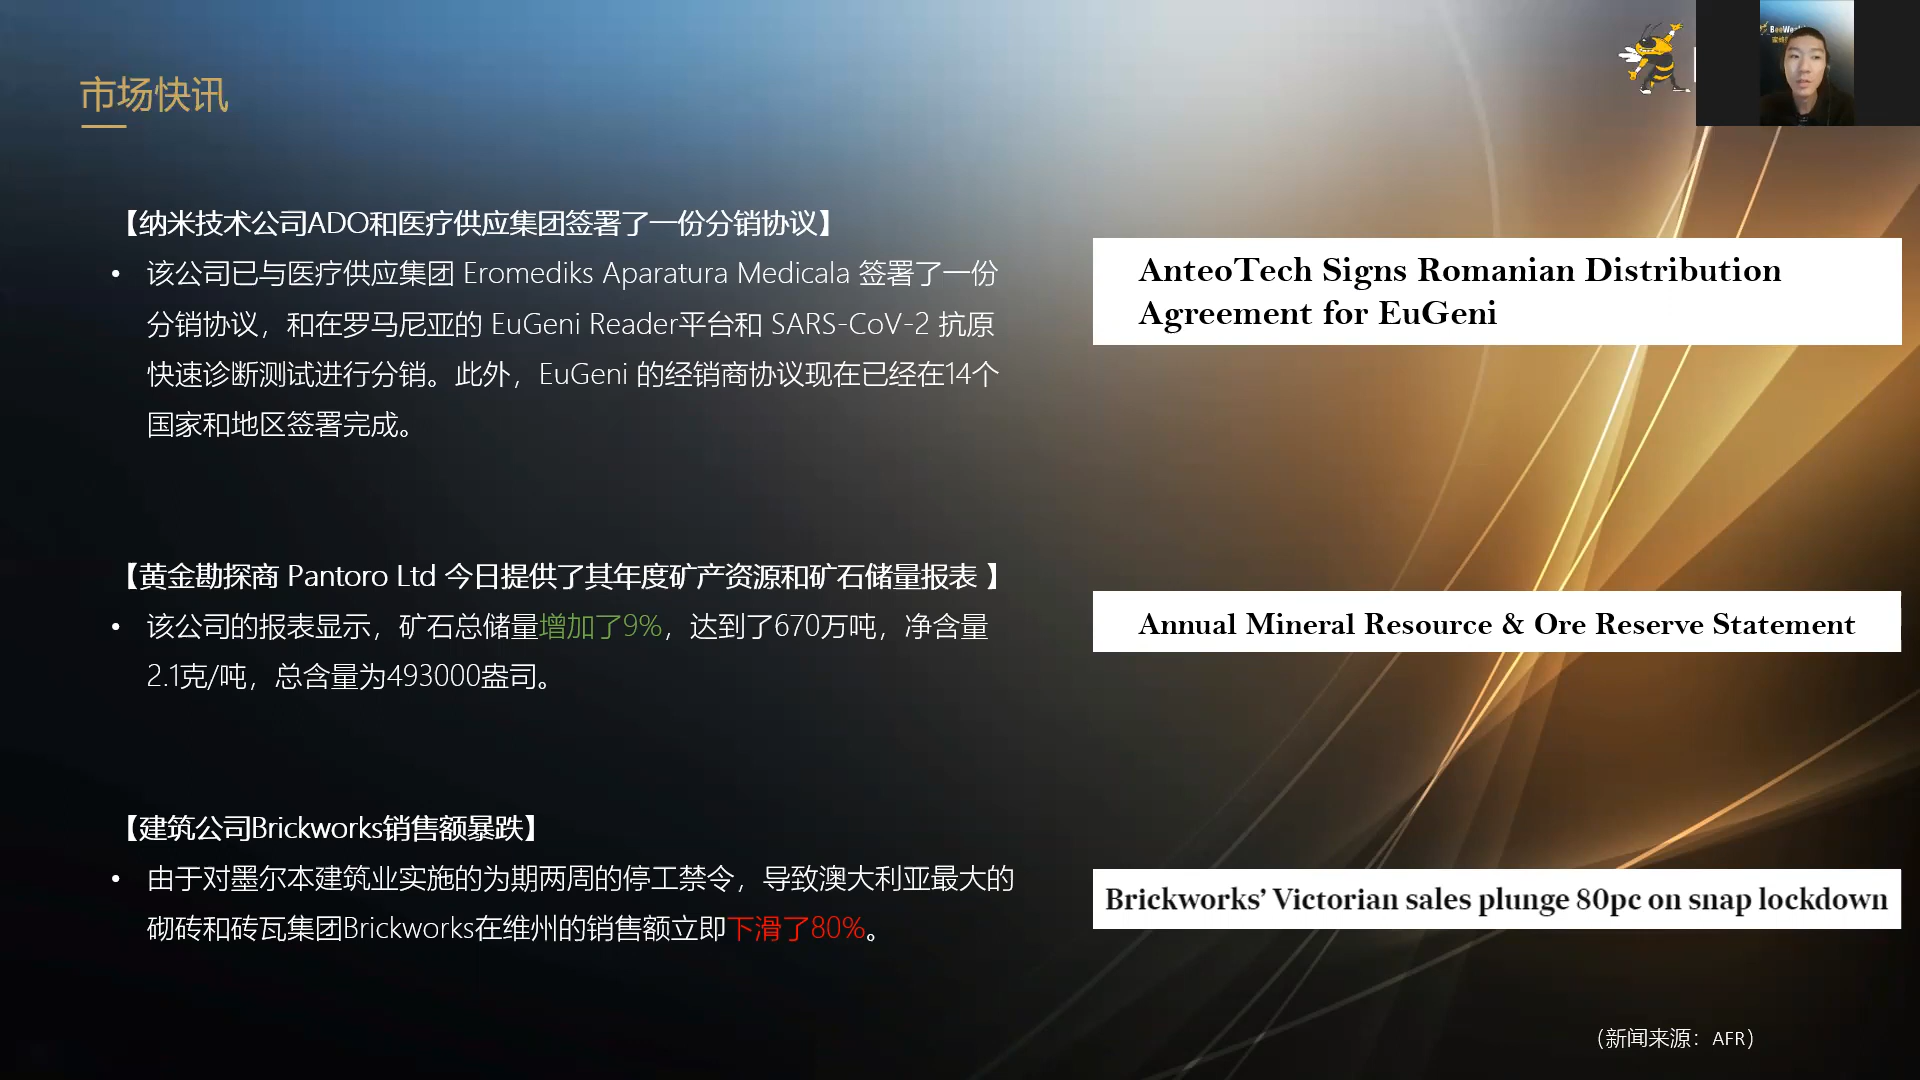 市场快讯
【纳米技术公司ADO和医疗供应集团签署了一份分销协议】
• 该公司已与医疗供应集团 Eromediks Aparatura Medicala 签署了一份
分销协议，和在罗马尼亚的 EuGeni Reader平台和 SARS-CoV-2 抗原
快速诊断测试进行分销。此外，EuGeni 的经销商协议现在已经在14个
国家和地区签署完成。
AnteoTech Signs Romanian Distribution
Agreement for EuGeni
【黄金勘探商 Pantoro Ltd 今日提供了其年度矿产资源和矿石储量报表 】
• 该公司的报表显示，矿石总储量增加了9%，达到了670万吨，净含量
2.1克/吨，总含量为493000盎司。
Annual Mineral Resource & Ore Reserve Statement
【建筑公司Brickworks销售额暴跌】
• 由于对墨尔本建筑业实施的为期两周的停工禁令，导致澳大利亚最大的
砌砖和砖瓦集团Brickworks在维州的销售额立即下滑了80%。
Brickworks’ Victorian sales plunge 80pc on snap lockdown
（新闻来源：AFR）